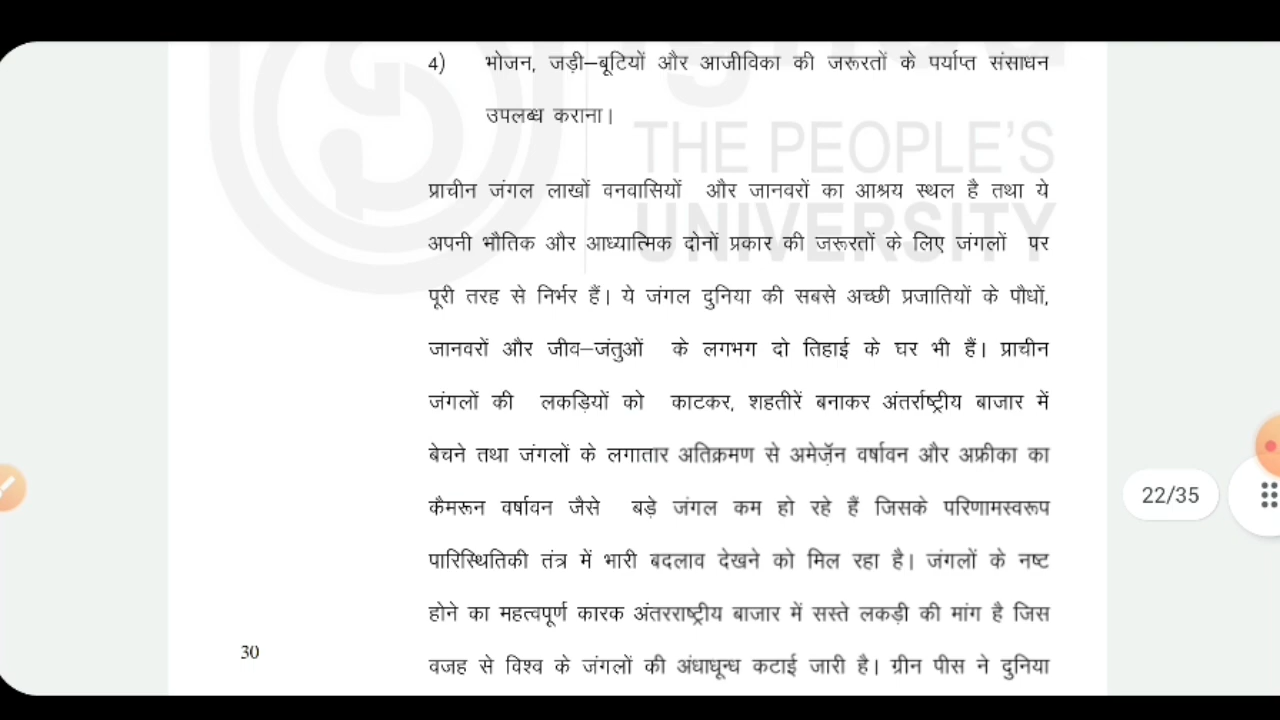 4) भोजन, जड़ी–बूटियों और आजीविका की जरूरतों के पर्याप्त संसाधन
उपलब्ध कराना।
THE PEOPLE'S
UNIVERSITY
प्राचीन जंगल लाखों वनवासियों और जानवरों का आश्रय स्थल है तथा ये
अपनी भौतिक और आध्यात्मिक दोनों प्रकार की जरूरतों के लिए जंगलों पर
पूरी तरह से निर्भर हैं। ये जंगल दुनिया की सबसे अच्छी प्रजातियों के पौधों,
जानवरों और जीव–जंतुओं के लगभग दो तिहाई के घर भी हैं। प्राचीन
जंगलों की लकड़ियों को काटकर, शहतीरें बनाकर अंतर्राष्ट्रीय बाजार में
बेचने तथा जंगलों के लगातार अतिक्रमण से अमेज़ॅन वर्षावन और अफ्रीका का
कैमरून वर्षावन जैसे बड़े जंगल कम हो रहे हैं जिसके परिणामस्वरूप
पारिस्थितिकी तंत्र में भारी बदलाव देखने को मिल रहा है। जंगलों के नष्ट
होने का महत्वपूर्ण कारक अंतरराष्ट्रीय बाजार में सस्ते लकड़ी की मांग है जिस
वजह से विश्व के जंगलों की अंधाधून्ध कटाई जारी है। ग्रीन पीस ने दुनिया
30
22/35